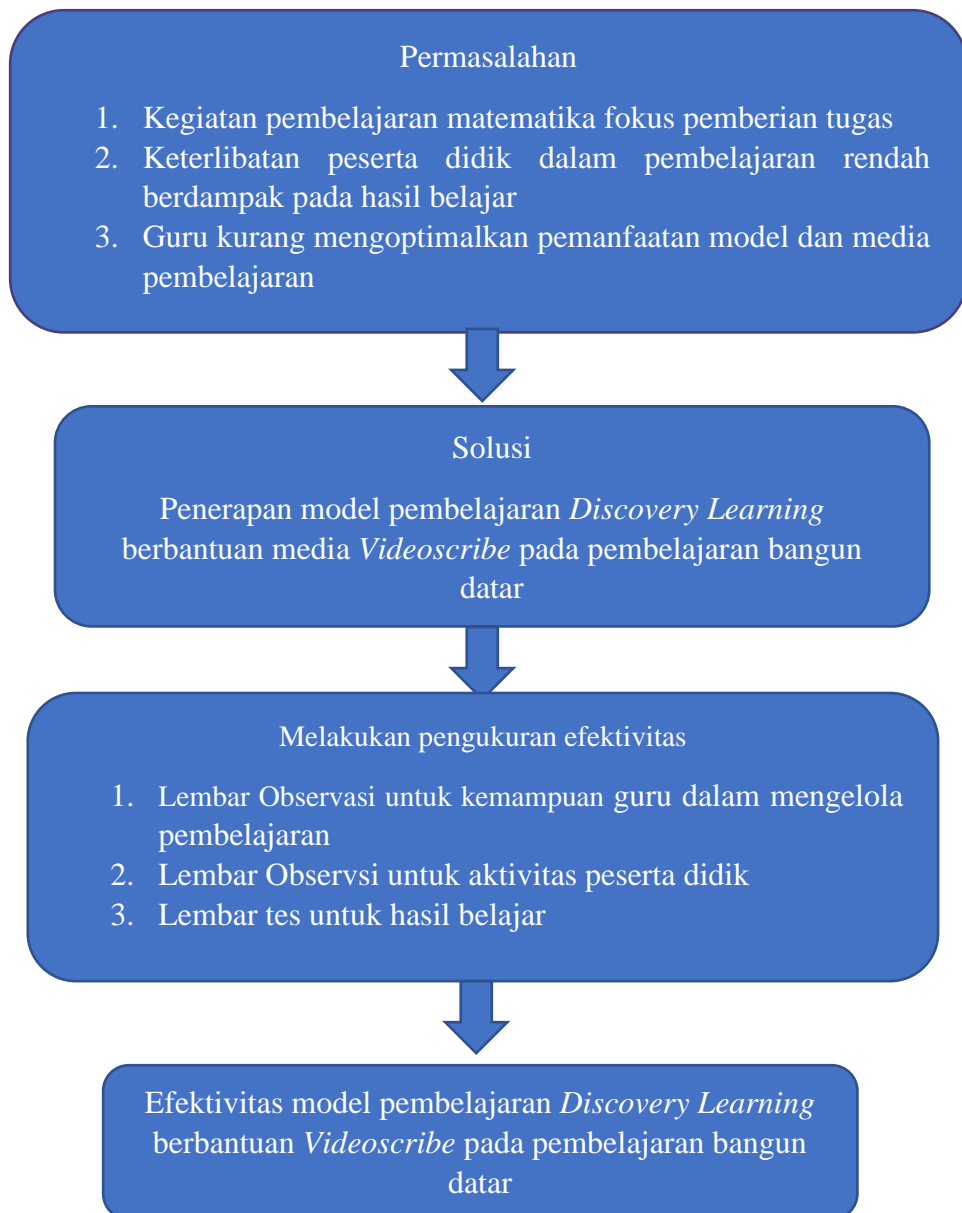 Permasalahan
1. Kegiatan pembelajaran matematika fokus pemberian tugas
2. Keterlibatan peserta didik dalam pembelajaran rendah
berdampak pada hasil belajar
3. Guru kurang mengoptimalkan pemanfaatan model dan media
pembelajaran
Solusi
Penerapan model pembelajaran Discovery Learning
berbantuan media Videoscribe pada pembelajaran bangun
datar
Melakukan pengukuran efektivitas
1. Lembar Observasi untuk kemampuan guru dalam mengelola
pembelajaran
2. Lembar Observsi untuk aktivitas peserta didik
3. Lembar tes untuk hasil belajar
Efektivitas model pembelajaran Discovery Learning
berbantuan Videoscribe pada pembelajaran bangun
datar